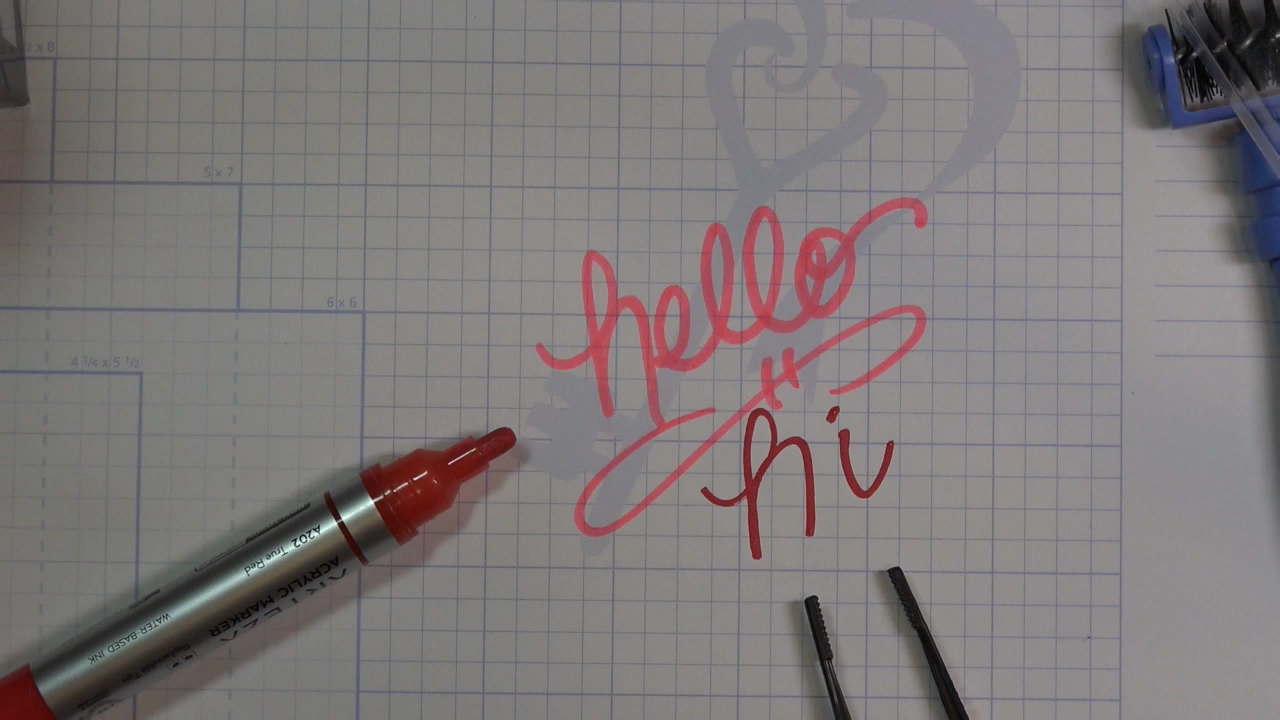 5 x 7
6 x 6
4 1/4 x 5 1/2
hello
hi
A202 True Red
ARTEZA
ACRYLIC MARKER
WATER-BASED INK